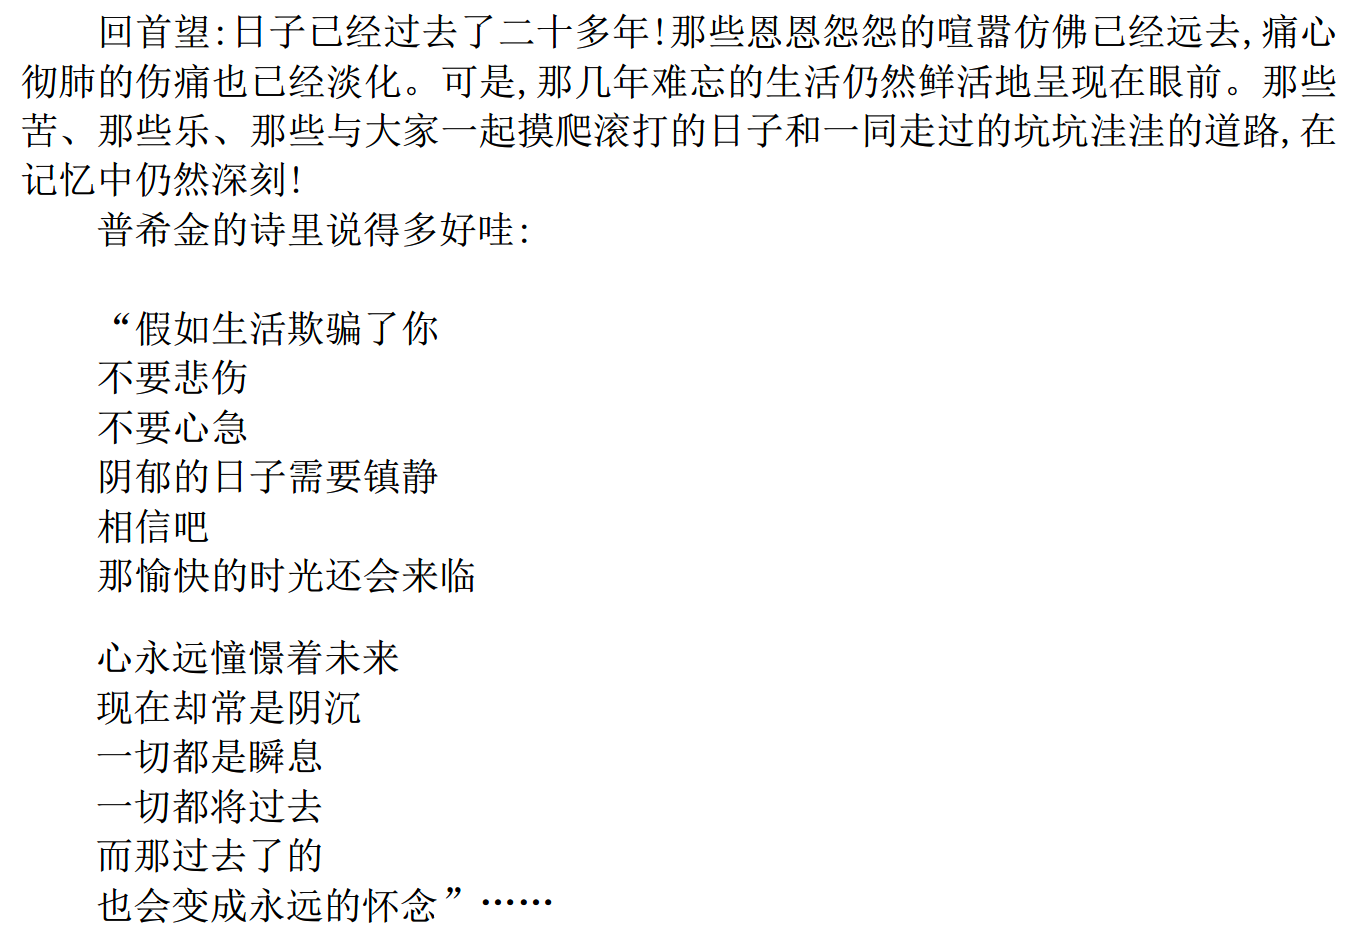 回首望:日子已经过去了二十多年!那些恩恩怨怨的喧嚣仿佛已经远去,痛心
彻肺的伤痛也已经淡化。可是,那几年难忘的生活仍然鲜活地呈现在眼前。那些
苦、那些乐、那些与大家一起摸爬滚打的日子和一同走过的坑坑洼洼的道路,在
记忆中仍然深刻!
普希金的诗里说得多好哇:
“假如生活欺骗了你
不要悲伤
不要心急
阴郁的日子需要镇静
相信吧
那愉快的时光还会来临
心永远憧憬着未来
现在却常是阴沉
一切都是瞬息
一切都将过去
而那过去了的
也会变成永远的怀念”……